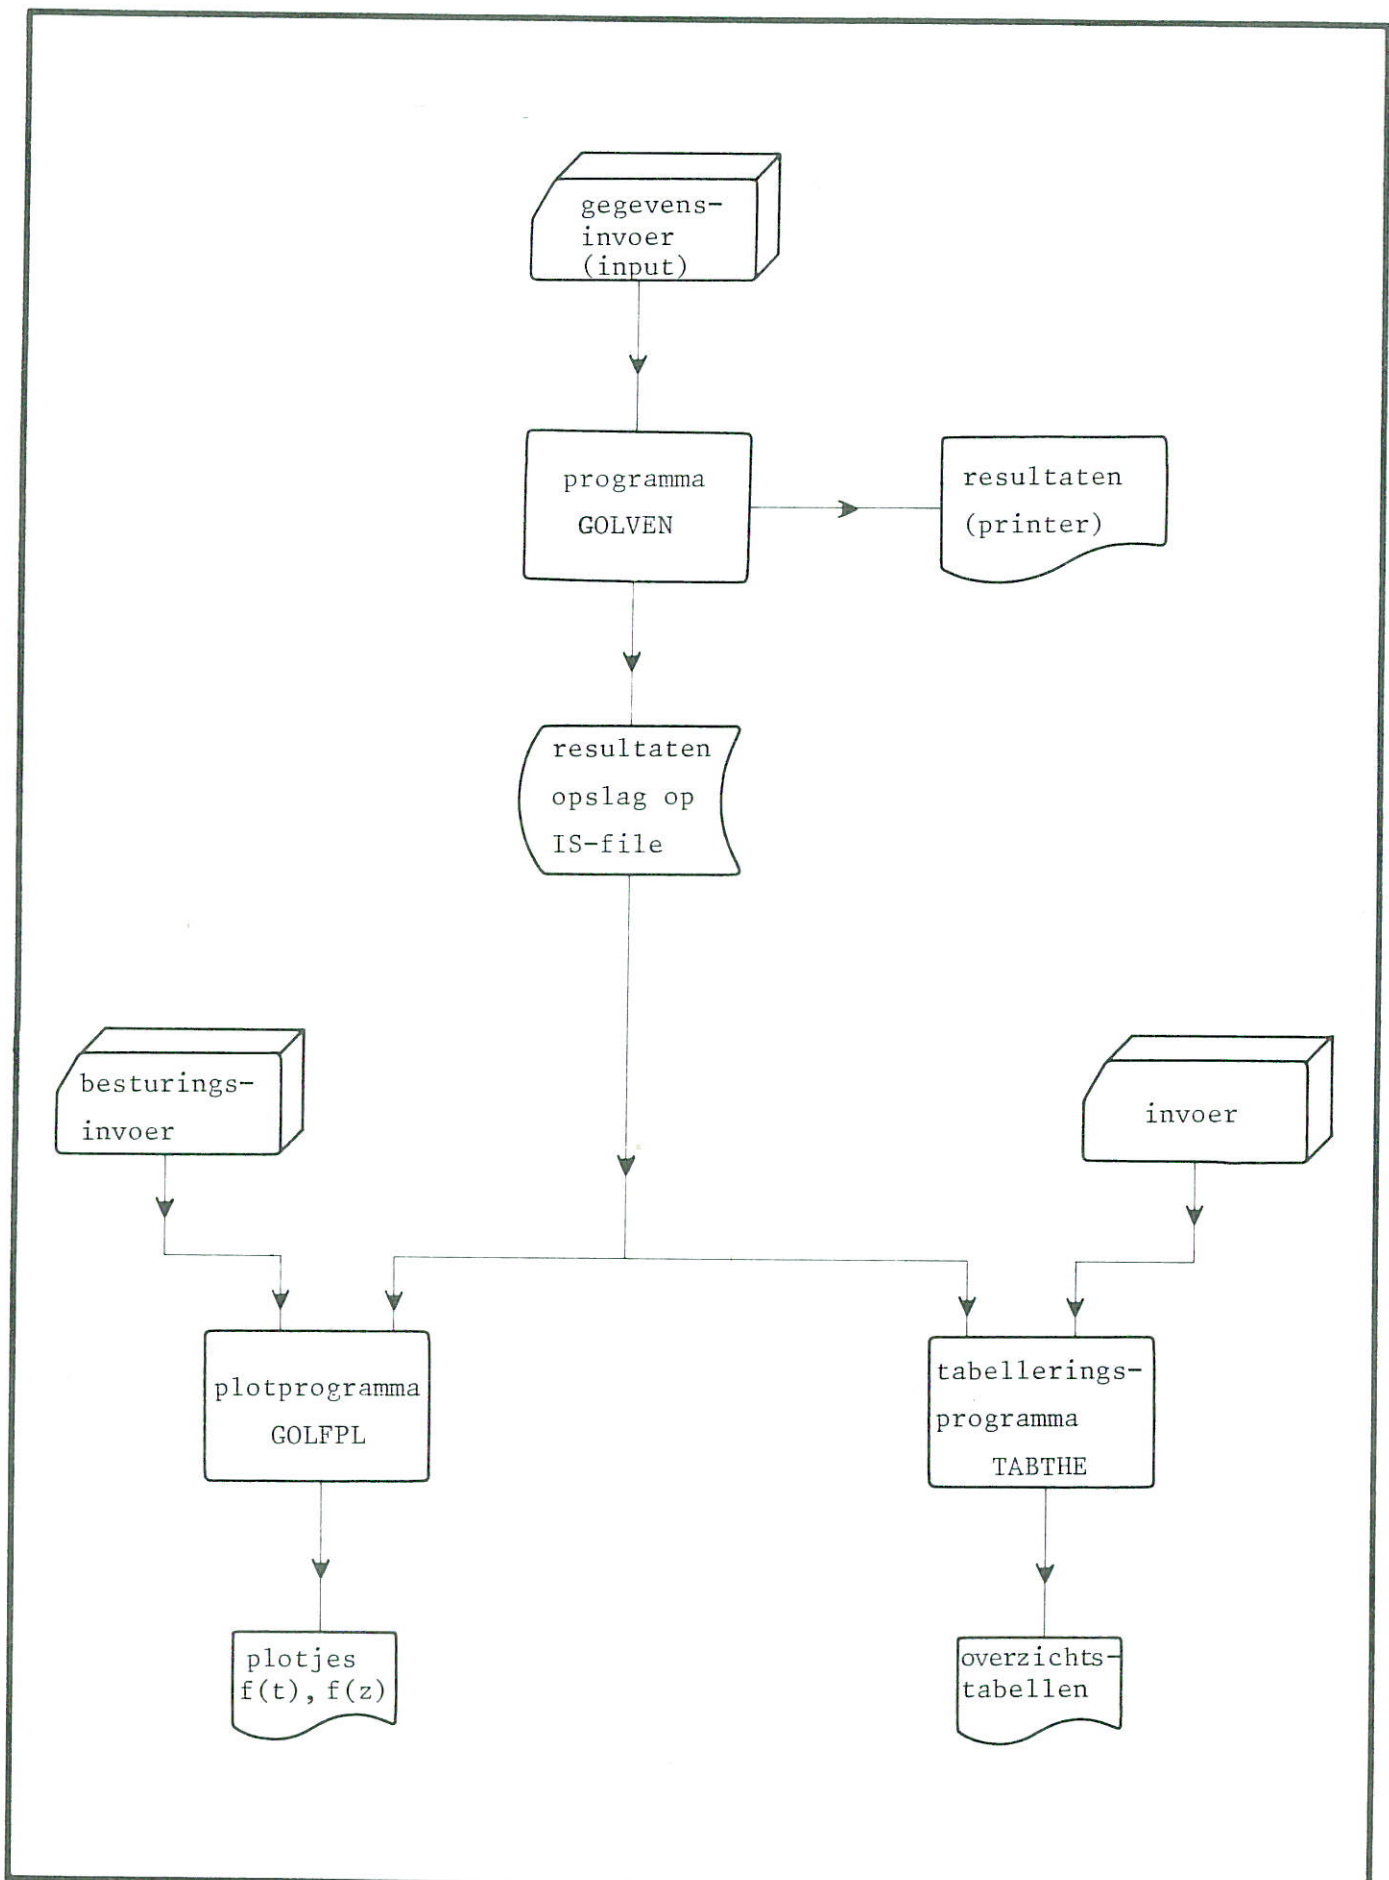 gegevens-
invoer
(input)
programma
GOLVEN
resultaten
(printer)
resultaten
opslag op
IS-file
besturings-
invoer
invoer
plotprogramma
GOLFPL
tabellerings-
programma
TABTHE
plotjes
f(t), f(z)
overzichts-
tabellen